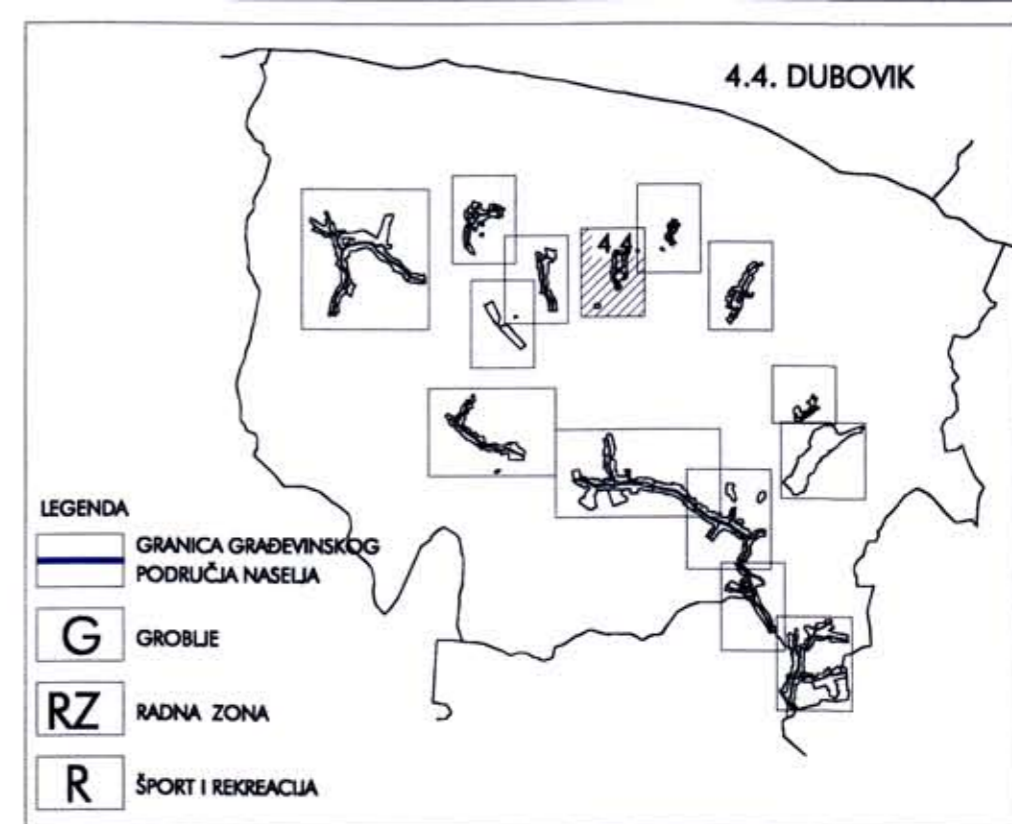 4.4. DUBOVIK
4.4
LEGENDA
GRANICA GRAĐEVINSKOG
PODRUČJA NASELJA
G GROBLJE
RZ RADNA ZONA
R ŠPORT I REKREACIJA